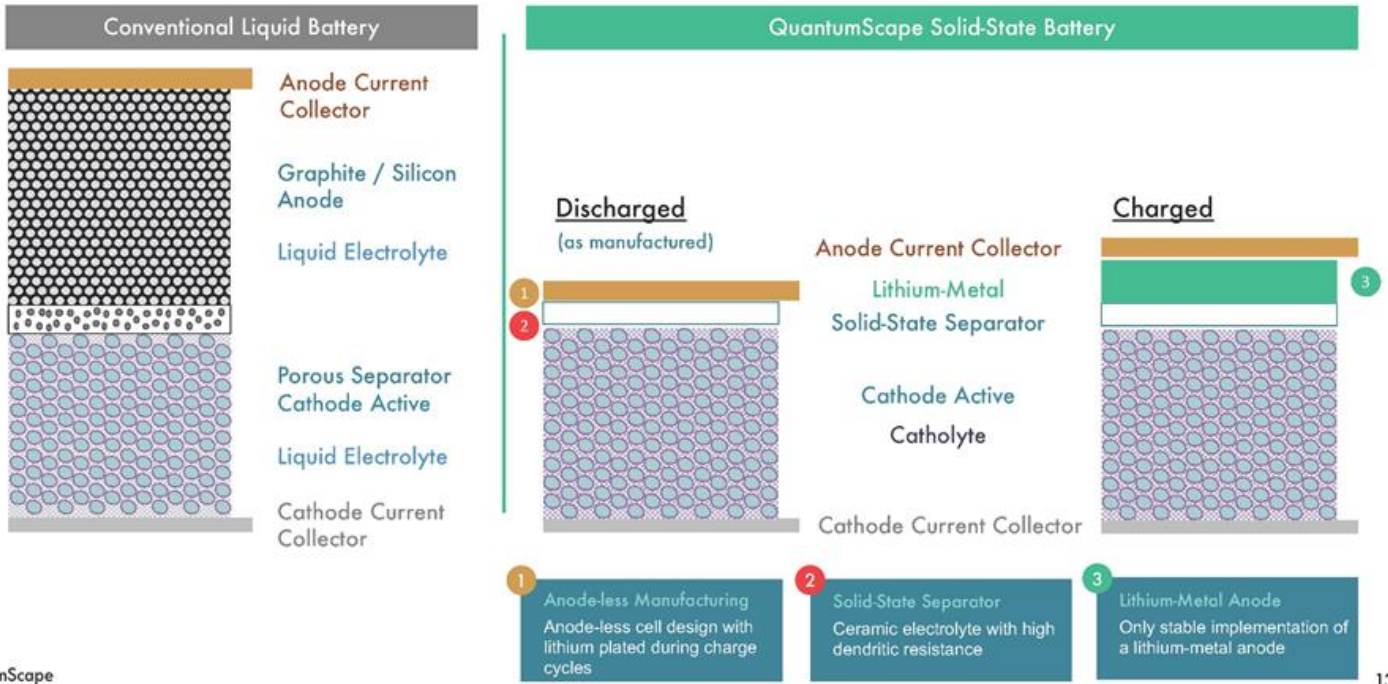 Conventional Liquid Battery
QuantumScape Solid-State Battery
Anode Current
Collector
Graphite / Silicon
Anode
Liquid Electrolyte
Porous Separator
Cathode Active
Liquid Electrolyte
Cathode Current
Collector
Discharged
(as manufactured)
1
2
Anode Current Collector
Lithium-Metal
Solid-State Separator
Cathode Active
Catholyte
Cathode Current Collector
Charged
3
1
Anode-less Manufacturing
Anode-less cell design with
lithium plated during charge
cycles
2
Solid-State Separator
Ceramic electrolyte with high
dendritic resistance
3
Lithium-Metal Anode
Only stable implementation of
a lithium-metal anode